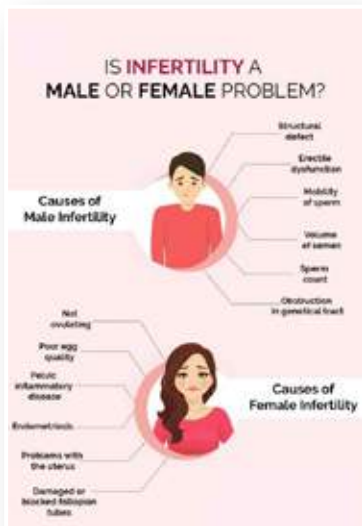 IS INFERTILITY A
MALE OR FEMALE PROBLEM?
Structural
defect
Erectile
dysfunction
Causes of
Male Infertility
Mobility
of sperm
Volume
of semen
Sperm
count
Obstruction
in genetical tract
Not
ovulating
Poor egg
quality
Pelvic
inflammatory
disease
Causes of
Female Infertility
Endometriosis
Problems with
the uterus
Damaged or
blocked fallopian
tubes